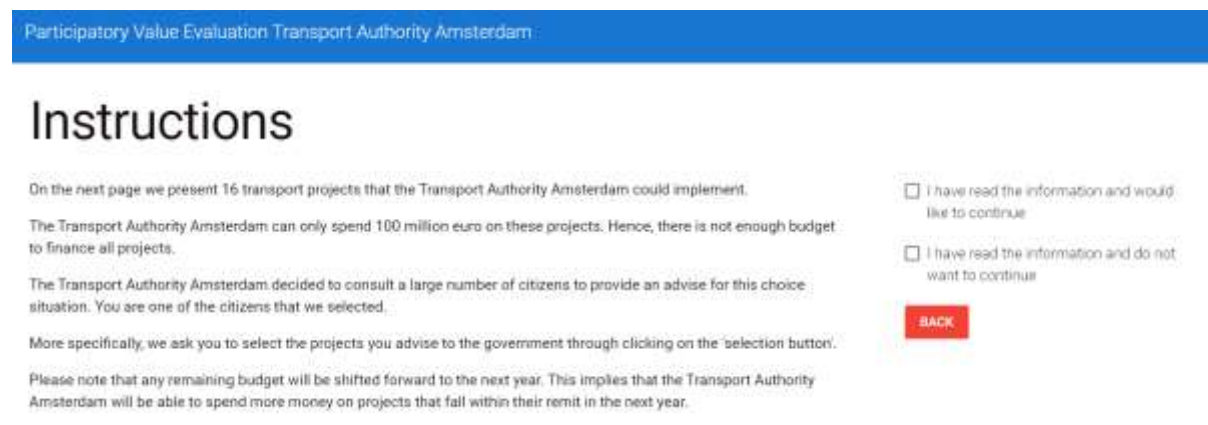 Participatory Value Evaluation Transport Authority Amsterdam
Instructions
On the next page we present 16 transport projects that the Transport Authority Amsterdam could implement.
The Transport Authority Amsterdam can only spend 100 million euro on these projects. Hence, there is not enough budget
to finance all projects.
The Transport Authority Amsterdam decided to consult a large number of citizens to provide an advise for this choice
situation. You are one of the citizens that we selected.
More specifically, we ask you to select the projects you advise to the government through clicking on the 'selection button'.
Please note that any remaining budget will be shifted forward to the next year. This implies that the Transport Authority
Amsterdam will be able to spend more money on projects that fall within their remit in the next year.
I have read the information and would
like to continue
I have read the information and do not
want to continue
BACK